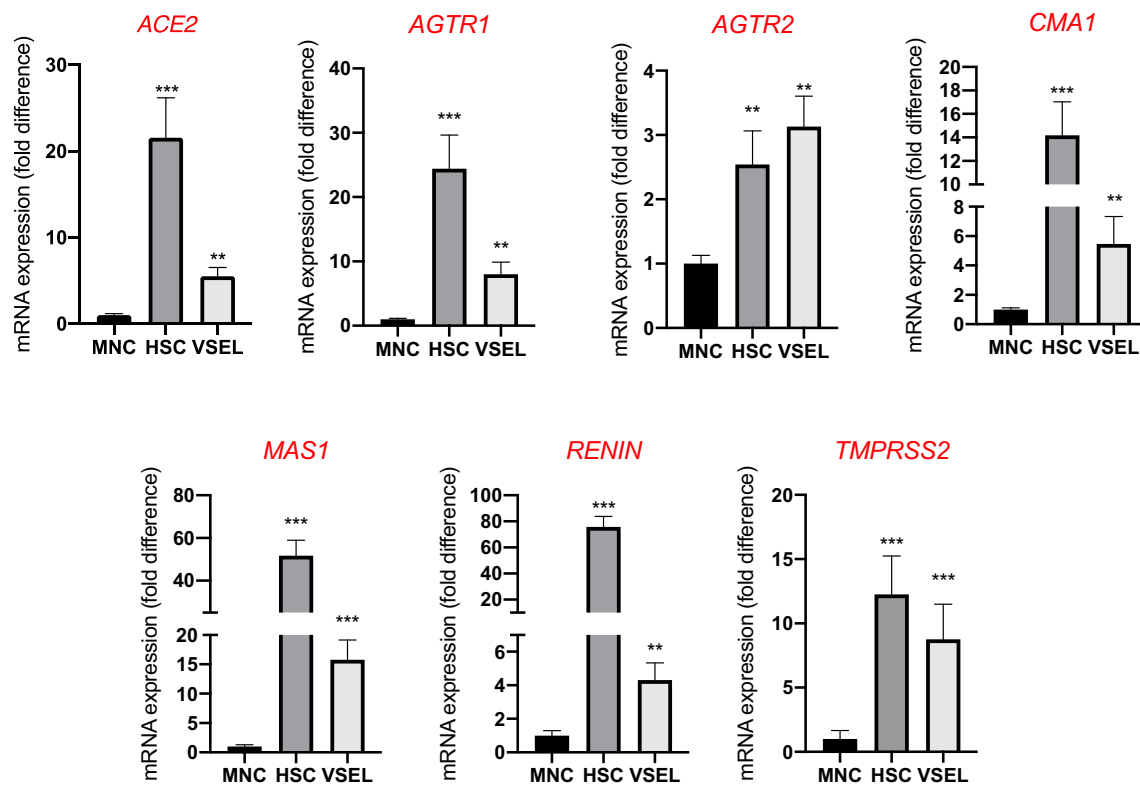 ACE2
mRNA expression (fold difference)
30
20
10
0
***
**
MNC HSC VSEL
AGTR1
mRNA expression (fold difference)
40
30
20
10
0
***
**
MNC HSC VSEL
AGTR2
mRNA expression (fold difference)
4
3
2
1
0
**
**
MNC HSC VSEL
CMA1
mRNA expression (fold difference)
20
18
16
14
12
10
8
6
4
2
0
***
**
MNC HSC VSEL
MAS1
mRNA expression (fold difference)
80
60
40
20
15
10
5
0
***
***
MNC HSC VSEL
RENIN
mRNA expression (fold difference)
100
80
60
40
20
6
4
2
0
***
**
MNC HSC VSEL
TMPRSS2
mRNA expression (fold difference)
20
15
10
5
0
***
***
MNC HSC VSEL